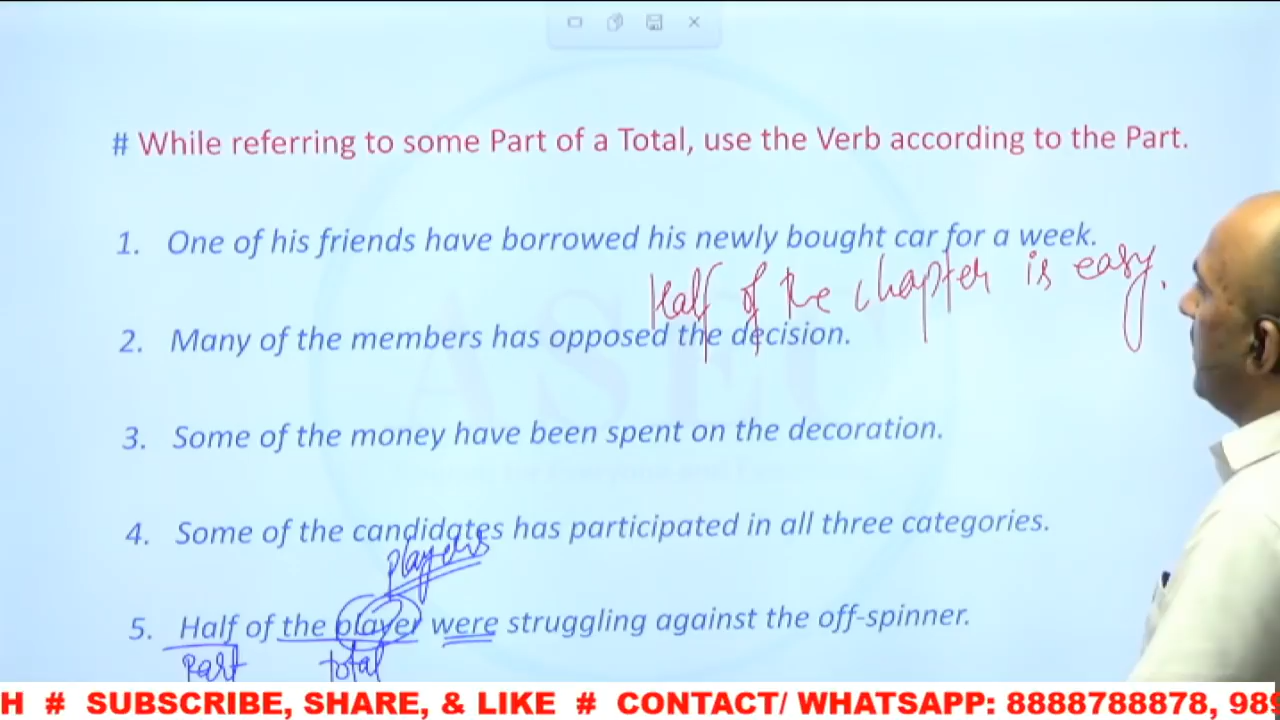 # While referring to some Part of a Total, use the Verb according to the Part.
1. One of his friends have borrowed his newly bought car for a week.
Half of the chapter is easy.
2. Many of the members has opposed the decision.
ASEC
3. Some of the money have been spent on the decoration.
4. Some of the candidates has participated in all three categories.
players
5. Half of the player were struggling against the off-spinner.
Part total
H # SUBSCRIBE, SHARE, & LIKE # CONTACT/ WHATSAPP: 8888788878, 989